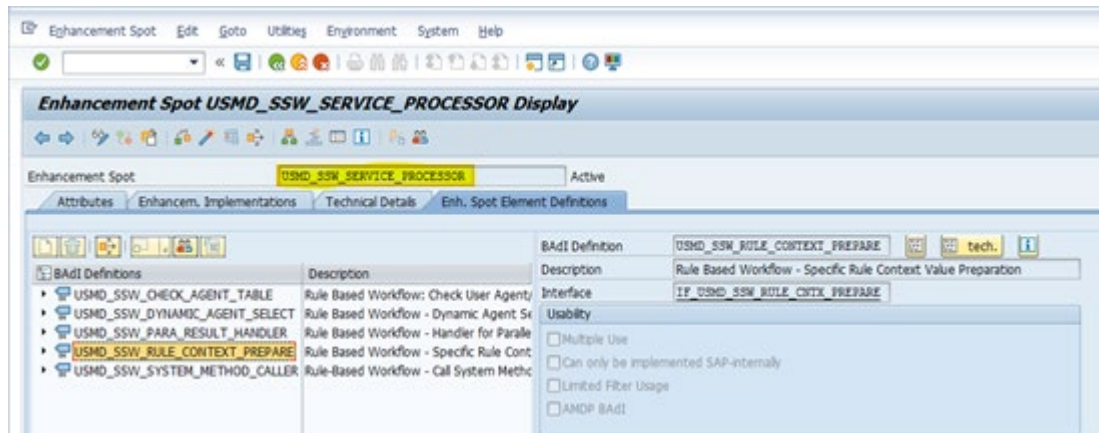 Enhancement Spot Edit Goto Utilities Environment System Help
Enhancement Spot USMD_SSW_SERVICE_PROCESSOR Display
Enhancement Spot USMD_SSW_SERVICE_PROCESSOR Active
Attributes Enhancem. Implementations Technical Details Enh. Spot Element Definitions
BAdI Definition USMD_SSW_RULE_CONTEXT_PREPARE tech.
BAdI Definitions Description
Description Rule Based Workflow - Specific Rule Context Value Preparation
USMD_SSW_CHECK_AGENT_TABLE Rule Based Workflow: Check User Agent/
Interface IF_USMD_SSW_RULE_CNTX_PREPARE
USMD_SSW_DYNAMIC_AGENT_SELECT Rule Based Workflow - Dynamic Agent Se
Usability
USMD_SSW_PARA_RESULT_HANDLER Rule Based Workflow - Handler for Paralle
Multiple Use
USMD_SSW_RULE_CONTEXT_PREPARE Rule Based Workflow - Specific Rule Cont
Can only be implemented SAP-internally
USMD_SSW_SYSTEM_METHOD_CALLER Rule-Based Workflow - Call System Metho
Limited Filter Usage
AMDP BAdI